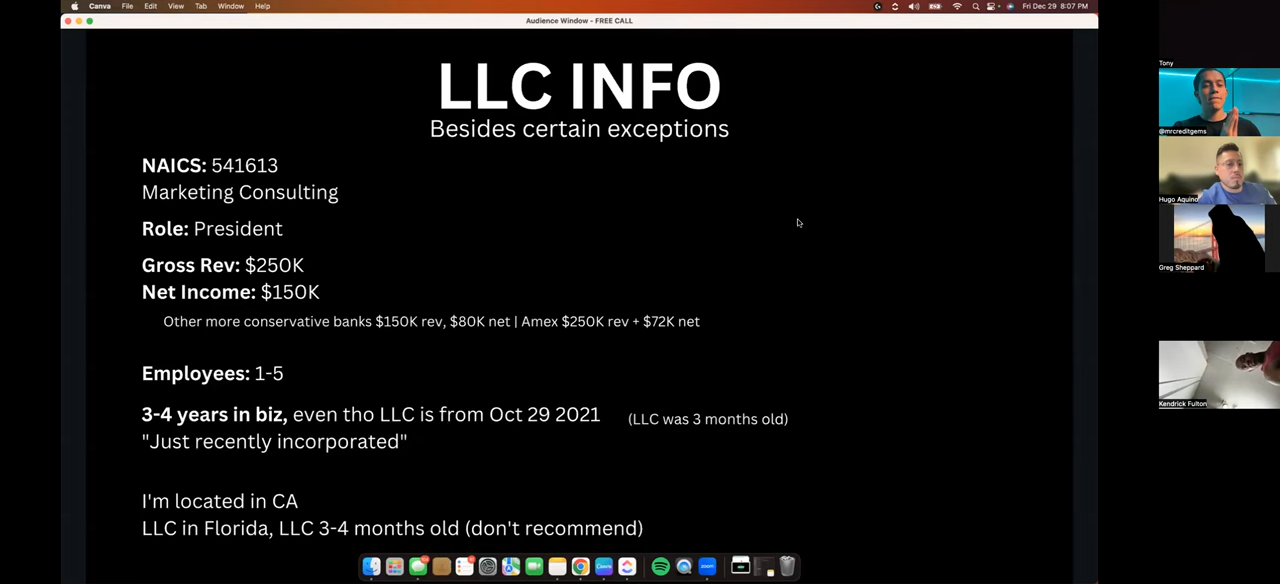 Canva File Edit View Tab Window Help
Fri Dec 29 8:07 PM
Audience Window - FREE CALL
LLC INFO
Besides certain exceptions
NAICS: 541613
Marketing Consulting
Role: President
Gross Rev: $250K
Net Income: $150K
Other more conservative banks $150K rev, $80K net | Amex $250K rev + $72K net
Employees: 1-5
3-4 years in biz, even tho LLC is from Oct 29 2021 (LLC was 3 months old)
"Just recently incorporated"
I'm located in CA
LLC in Florida, LLC 3-4 months old (don't recommend)
Tony
@mrcreditgems
Hugo Aquino
Greg Sheppard
Kendrick Fulton
zoom